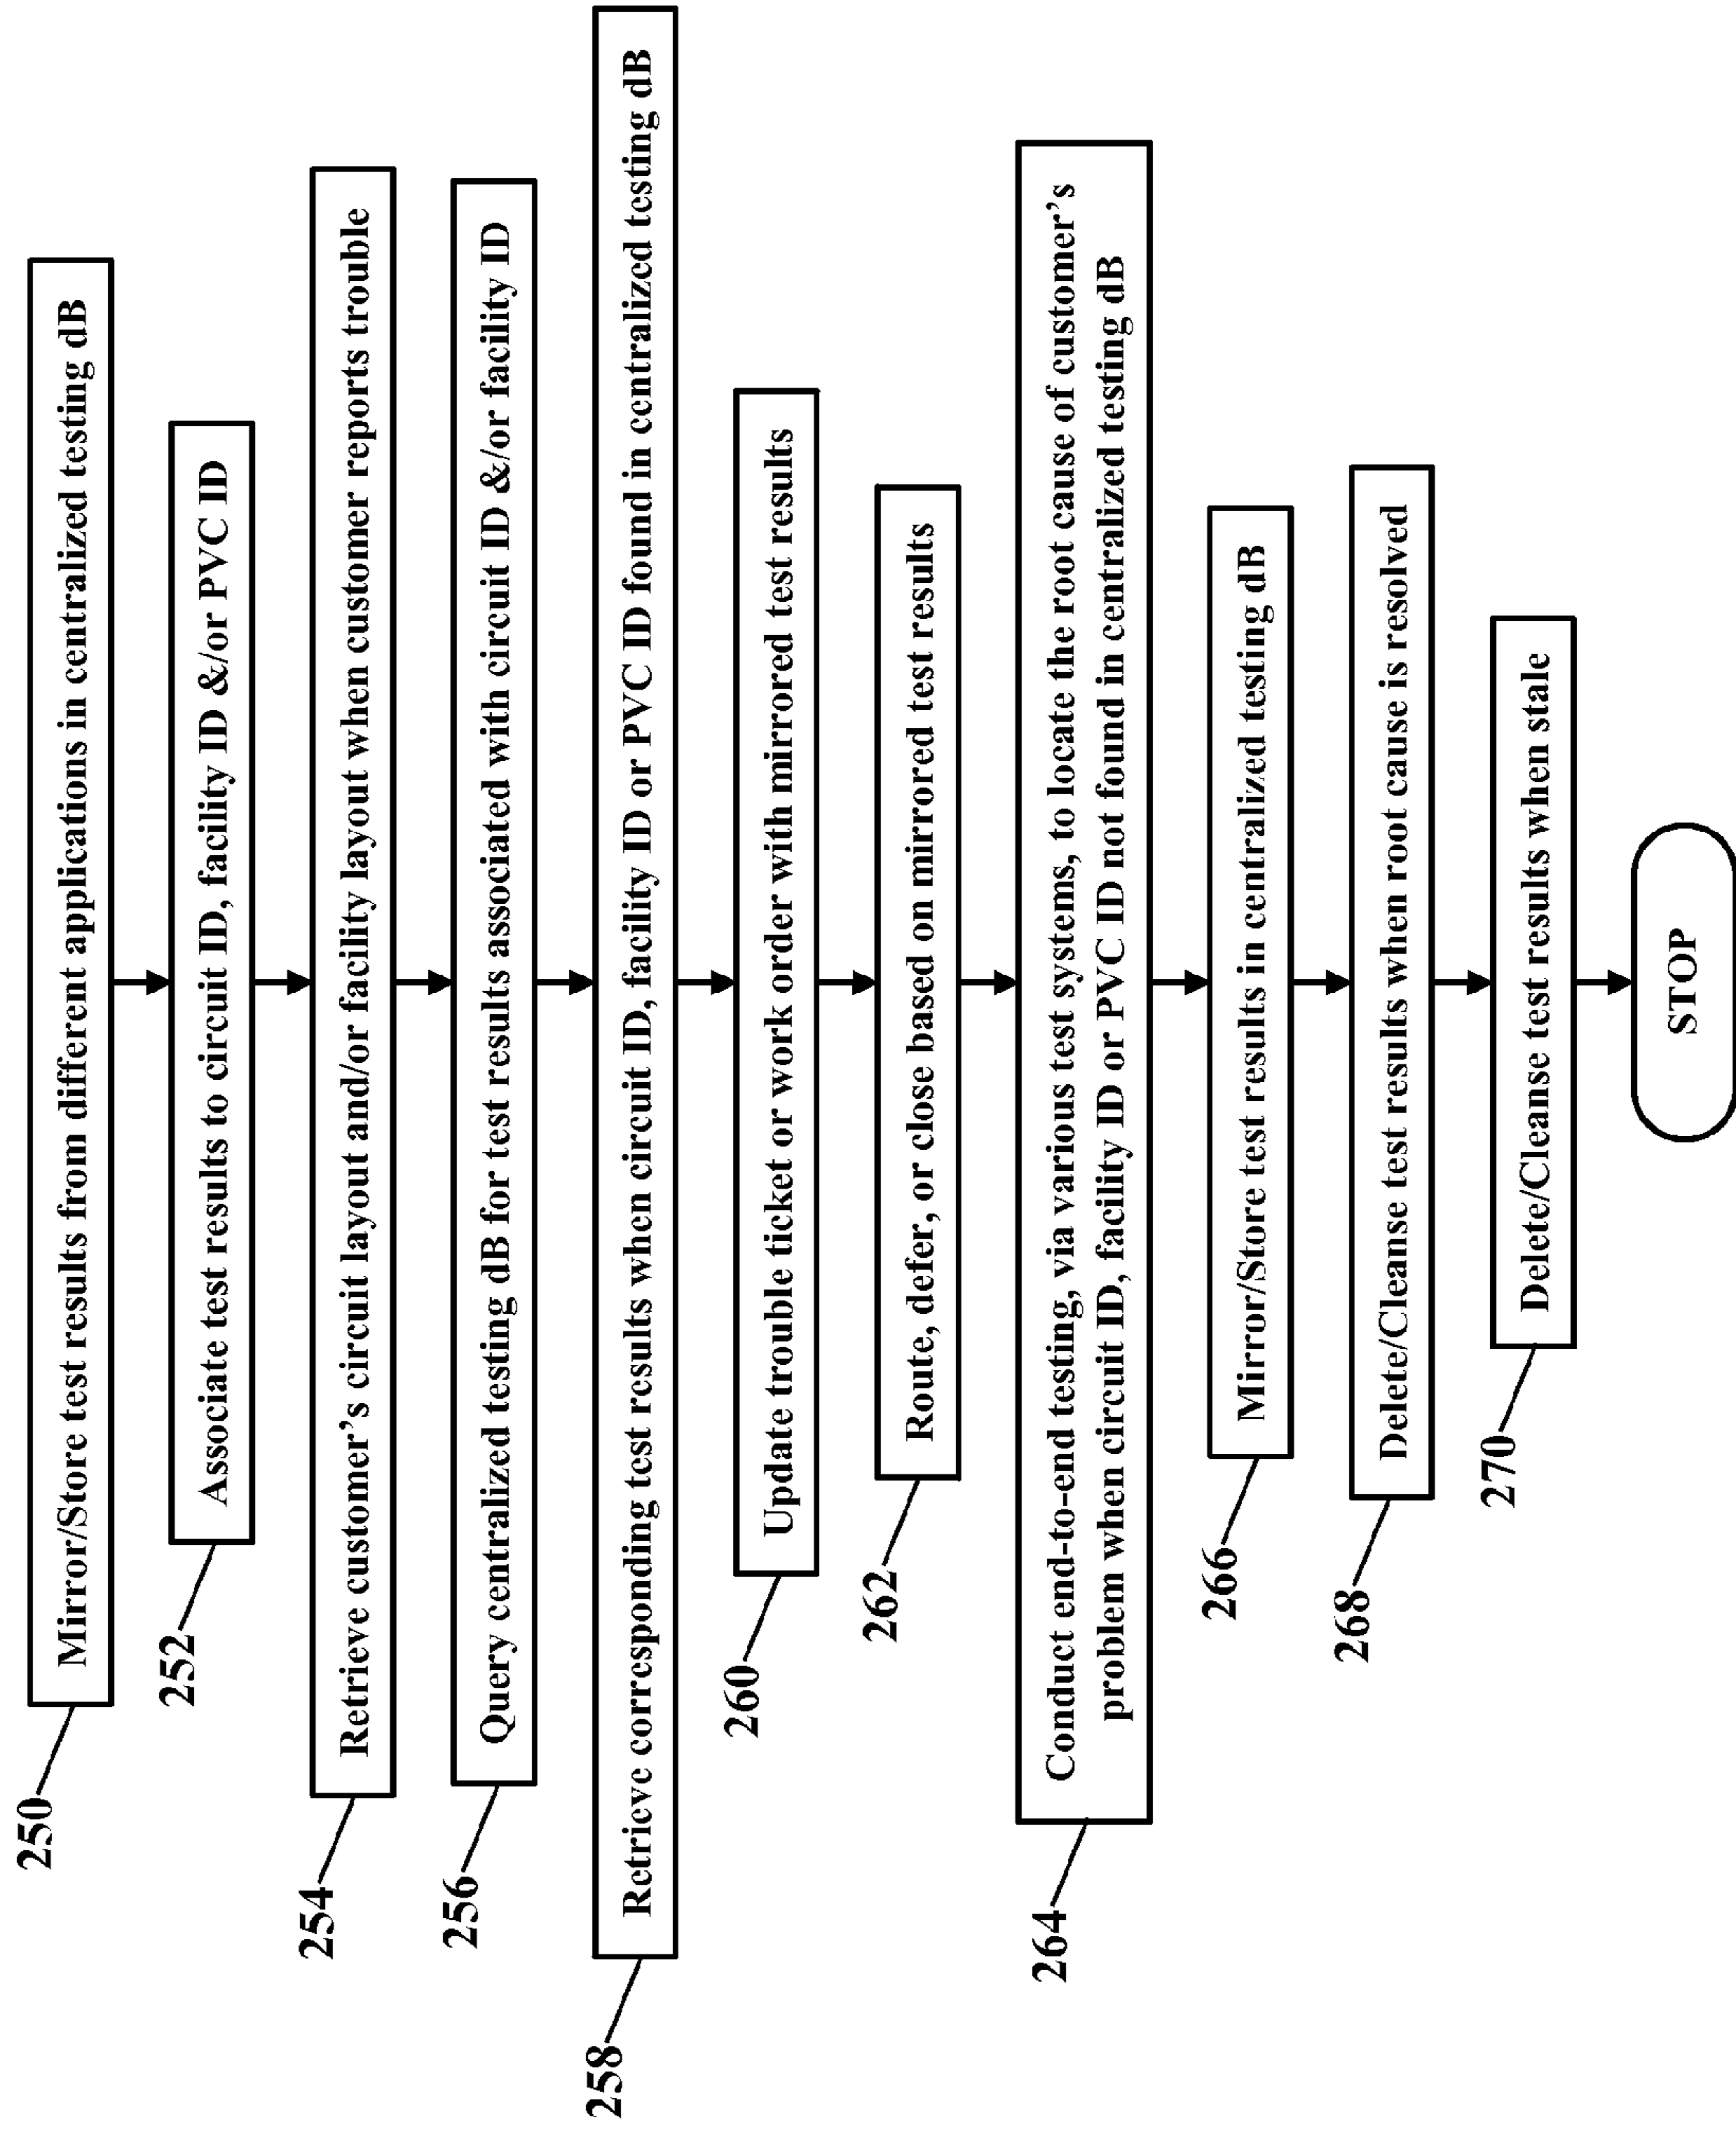 250
Mirror/Store test results from different applications in centralized testing dB
252
Associate test results to circuit ID, facility ID &/or PVC ID
254
Retrieve customer's circuit layout and/or facility layout when customer reports trouble
256
Query centralized testing dB for test results associated with circuit ID &/or facility ID
258
Retrieve corresponding test results when circuit ID, facility ID or PVC ID found in centralized testing dB
260
Update trouble ticket or work order with mirrored test results
262
Route, defer, or close based on mirrored test results
264
Conduct end-to-end testing, via various test systems, to locate the root cause of customer's
problem when circuit ID, facility ID or PVC ID not found in centralized testing dB
266
Mirror/Store test results in centralized testing dB
268
Delete/Cleanse test results when root cause is resolved
270
Delete/Cleanse test results when stale
STOP